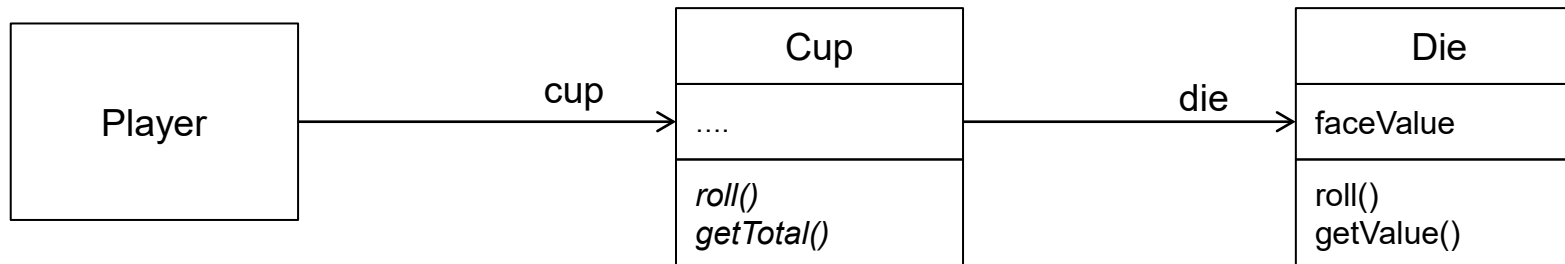 Player
cup
Cup
....
roll()
getTotal()
die
Die
faceValue
roll()
getValue()